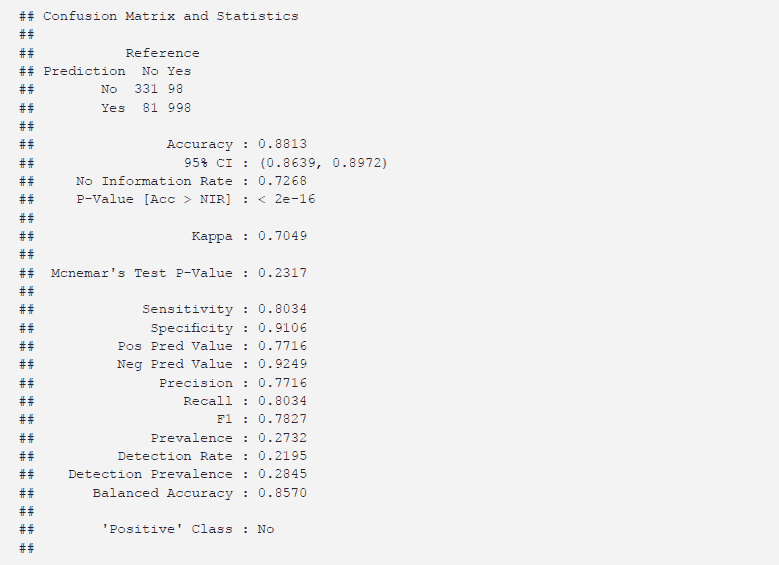 ## Confusion Matrix and Statistics
##
##           Reference
## Prediction  No Yes
##        No  331 98
##        Yes  81 998
##
##                Accuracy : 0.8813
##                  95% CI : (0.8639, 0.8972)
##     No Information Rate : 0.7268
##     P-Value [Acc > NIR] : < 2e-16
##
##                   Kappa : 0.7049
##
##  Mcnemar's Test P-Value : 0.2317
##
##             Sensitivity : 0.8034
##             Specificity : 0.9106
##          Pos Pred Value : 0.7716
##          Neg Pred Value : 0.9249
##               Precision : 0.7716
##                  Recall : 0.8034
##                      F1 : 0.7827
##              Prevalence : 0.2732
##          Detection Rate : 0.2195
##    Detection Prevalence : 0.2845
##       Balanced Accuracy : 0.8570
##
##        'Positive' Class : No
##